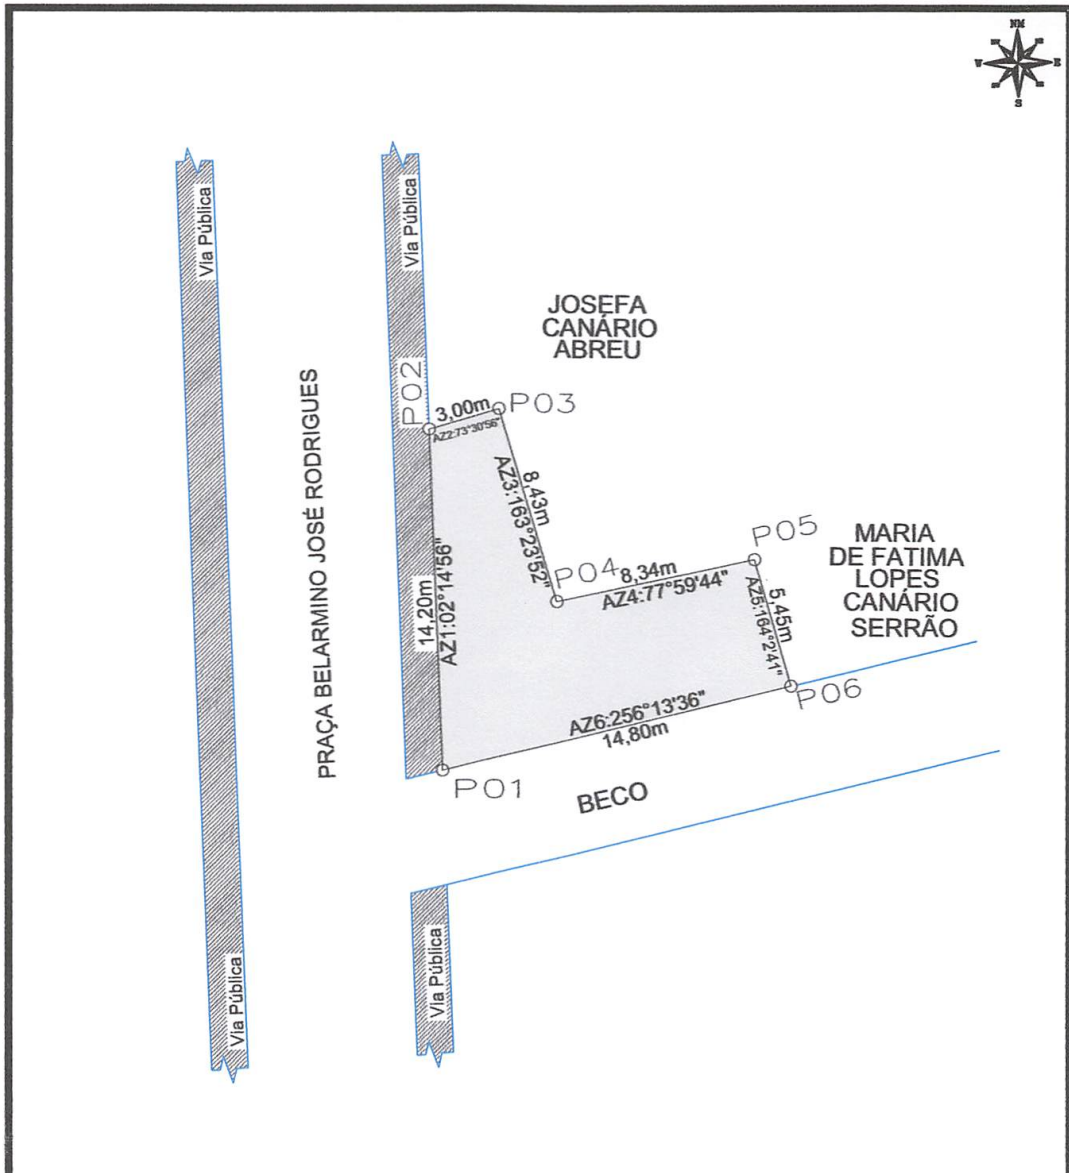 NM
W
E
S
Via Pública
Via Pública
JOSEFA
CANÁRIO
ABREU
PRAÇA BELARMINO JOSÉ RODRIGUES
P02
3,00m
AZ2:73°30'56"
P03
8,43m
AZ3:163°23'52"
P04
8,34m
AZ4:77°59'44"
P05
MARIA
DE FATIMA
LOPES
CANÁRIO
SERRÃO
5,45m
AZ5:164°2'41"
14,20m
AZ1:02°14'56"
P06
AZ6:256°13'36"
14,80m
P01
BECO
Via Pública
Via Pública